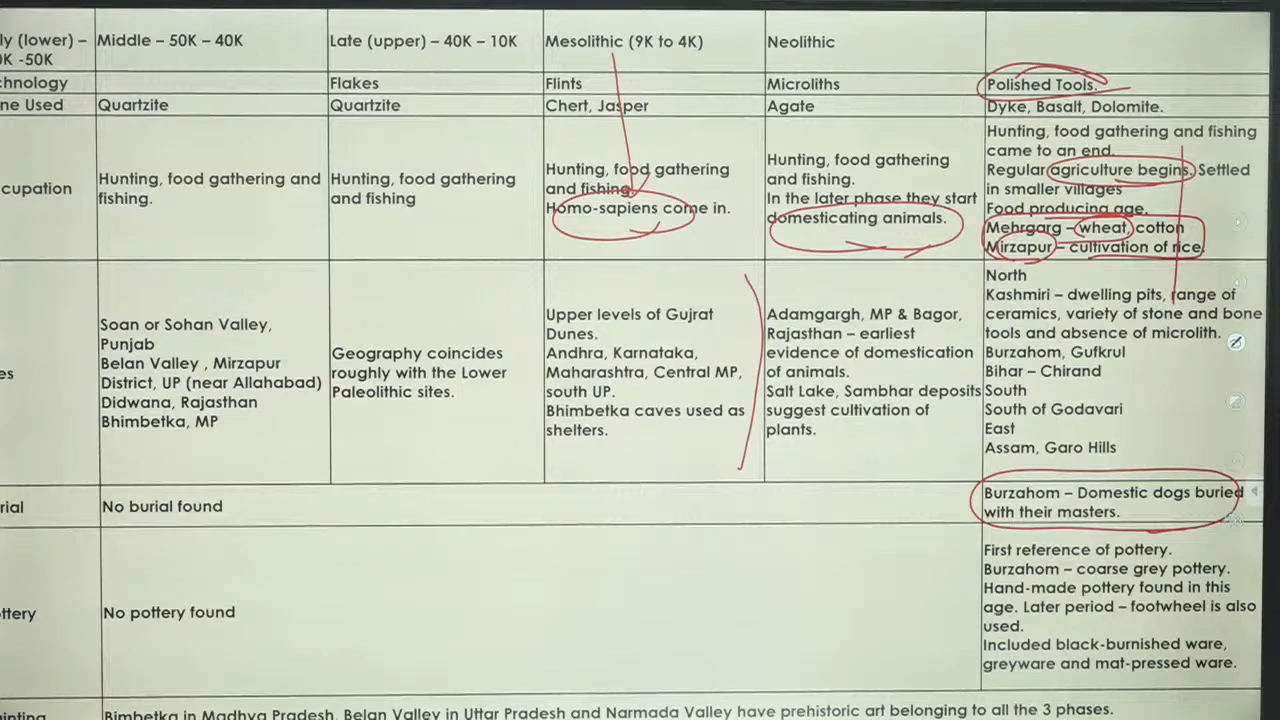 ly (lower) –
K -50K
Middle – 50K – 40K
Late (upper) – 40K – 10K
Mesolithic (9K to 4K)
Neolithic
chnology
Flakes
Flints
Microliths
Polished Tools.
ne Used
Quartzite
Quartzite
Chert, Jasper
Agate
Dyke, Basalt, Dolomite.
cupation
Hunting, food gathering and
fishing.
Hunting, food gathering
and fishing
Hunting, food gathering
and fishing.
Homo-sapiens come in.
Hunting, food gathering
and fishing.
In the later phase they start
domesticating animals.
Hunting, food gathering and fishing
came to an end.
Regular agriculture begins. Settled
in smaller villages
Food producing age.
Mehrgarg – wheat, cotton
Mirzapur – cultivation of rice.
es
Soan or Sohan Valley,
Punjab
Belan Valley , Mirzapur
District, UP (near Allahabad)
Didwana, Rajasthan
Bhimbetka, MP
Geography coincides
roughly with the Lower
Paleolithic sites.
Upper levels of Gujrat
Dunes.
Andhra, Karnataka,
Maharashtra, Central MP,
south UP.
Bhimbetka caves used as
shelters.
Adamgargh, MP & Bagor,
Rajasthan – earliest
evidence of domestication
of animals.
Salt Lake, Sambhar deposits
suggest cultivation of
plants.
North
Kashmiri – dwelling pits, range of
ceramics, variety of stone and bone
tools and absence of microlith.
Burzahom, Gufkrul
Bihar – Chirand
South
South of Godavari
East
Assam, Garo Hills
rial
No burial found
Burzahom – Domestic dogs buried
with their masters.
ttery
No pottery found
First reference of pottery.
Burzahom – coarse grey pottery.
Hand-made pottery found in this
age. Later period – footwheel is also
used.
Included black-burnished ware,
greyware and mat-pressed ware.
inting
Bimbetka in Madhya Pradesh, Belan Valley in Uttar Pradesh and Narmada Valley have prehistoric art belonging to all the 3 phases.